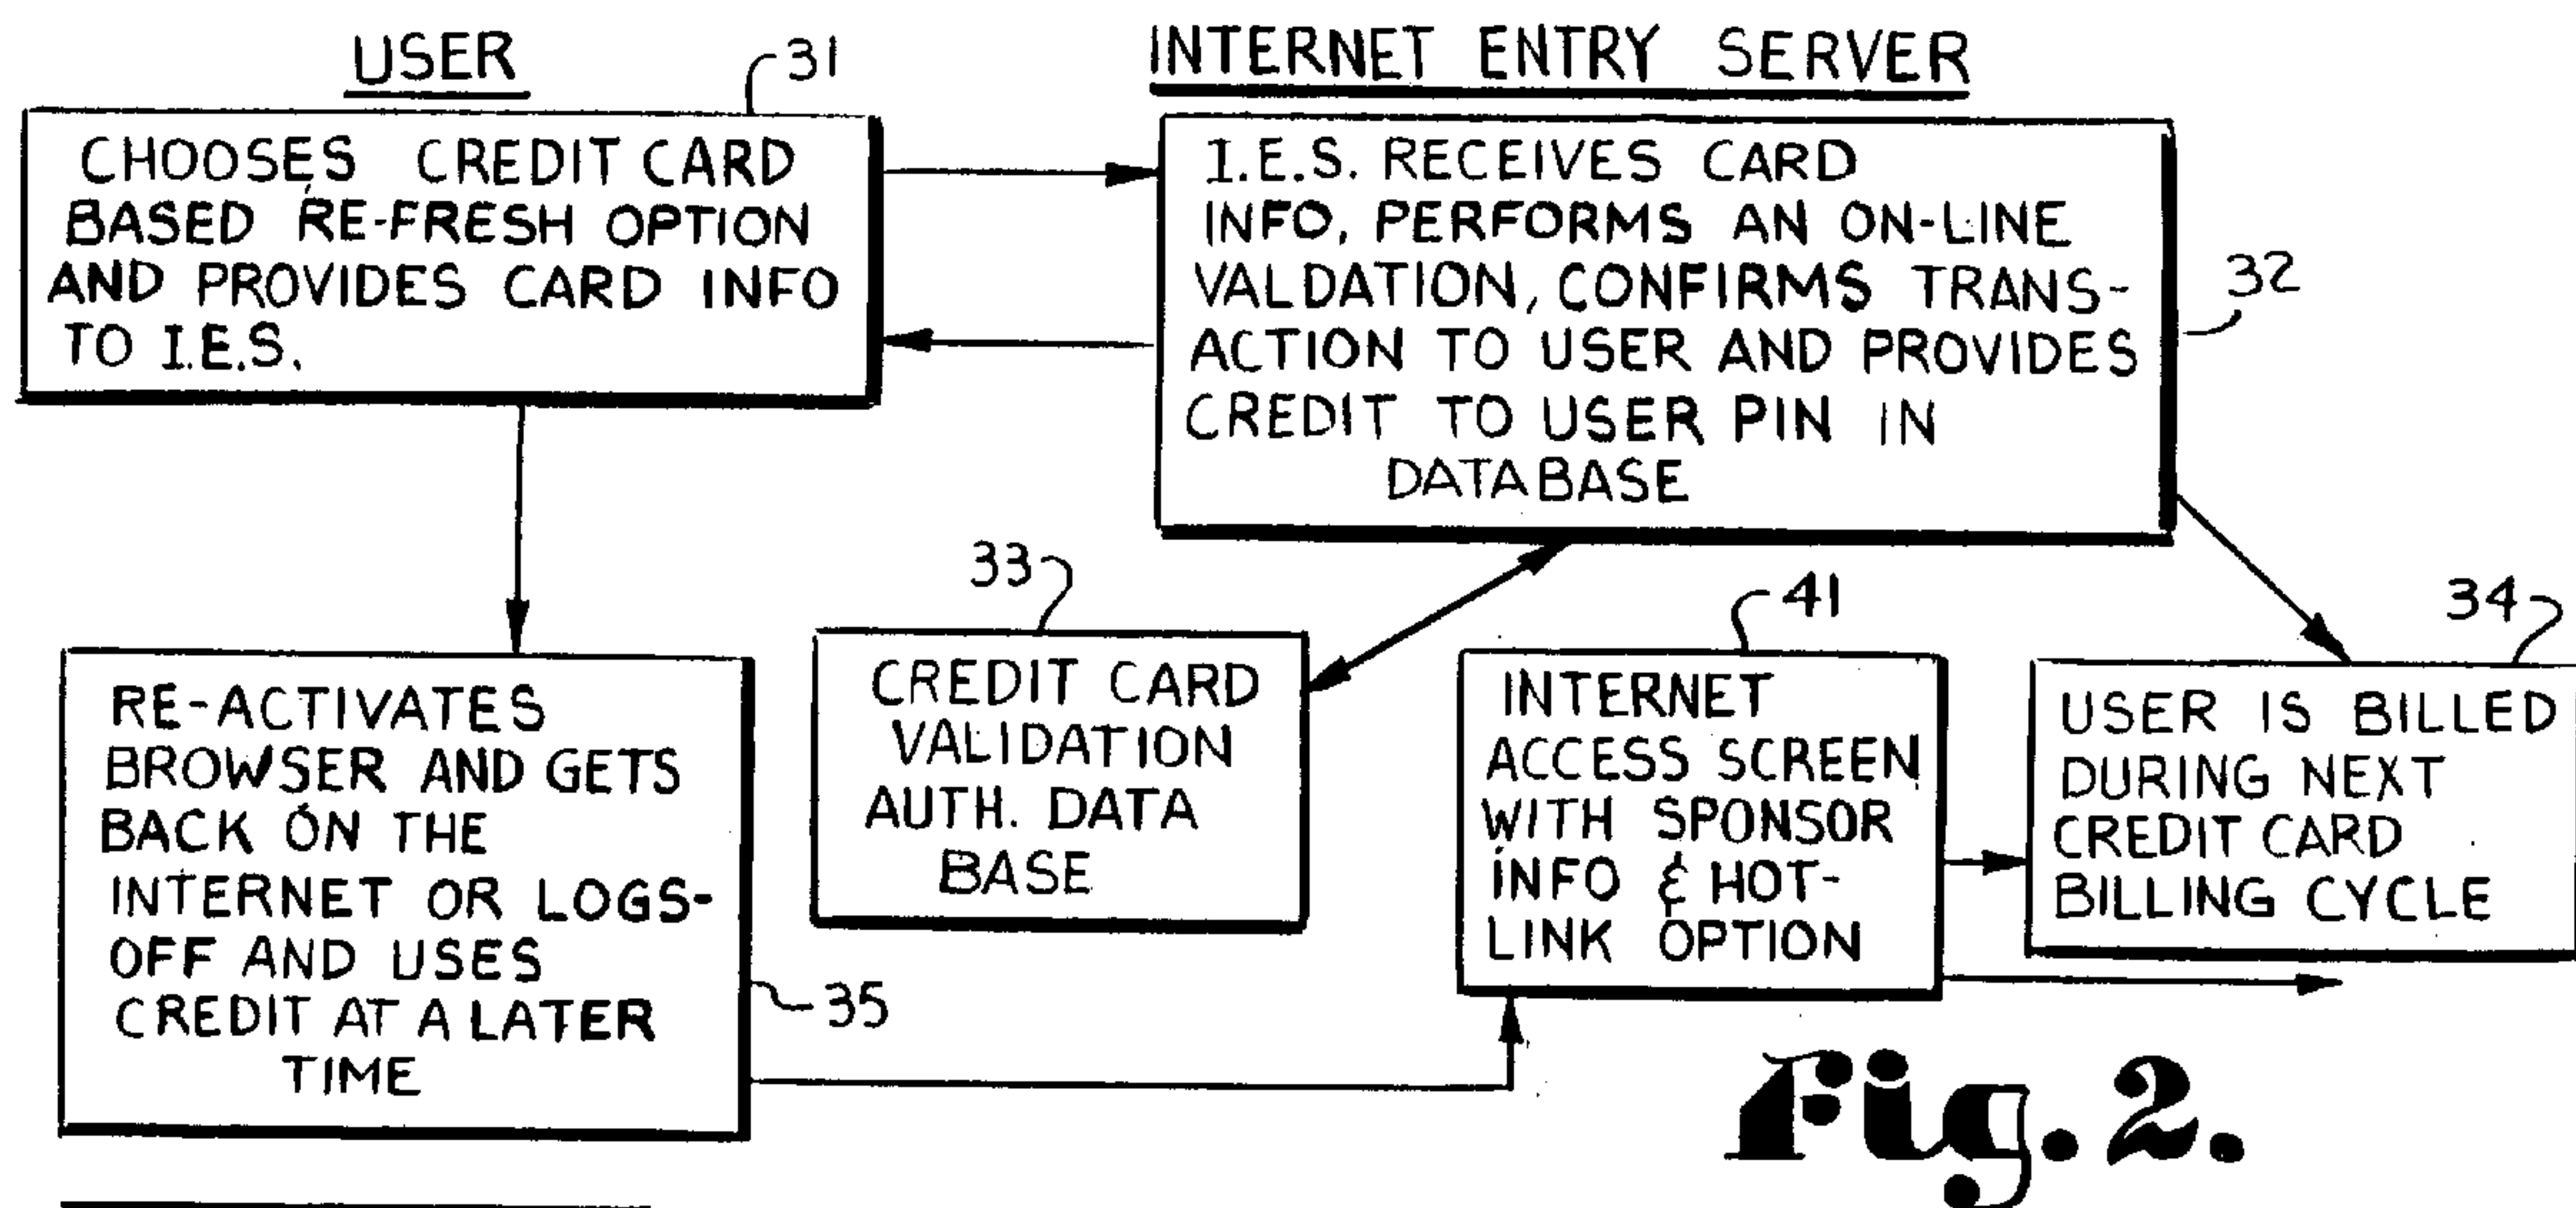 USER
31
INTERNET ENTRY SERVER
CHOOSES CREDIT CARD
BASED RE-FRESH OPTION
AND PROVIDES CARD INFO
TO I.E.S.
I.E.S. RECEIVES CARD
INFO, PERFORMS AN ON-LINE
VALDATION, CONFIRMS TRANS-
ACTION TO USER AND PROVIDES
CREDIT TO USER PIN IN
DATABASE
32
33
41
34
RE-ACTIVATES
BROWSER AND GETS
BACK ON THE
INTERNET OR LOGS-
OFF AND USES
CREDIT AT A LATER
TIME
35
CREDIT CARD
VALIDATION
AUTH. DATA
BASE
INTERNET
ACCESS SCREEN
WITH SPONSOR
INFO & HOT-
LINK OPTION
USER IS BILLED
DURING NEXT
CREDIT CARD
BILLING CYCLE
Fig. 2.